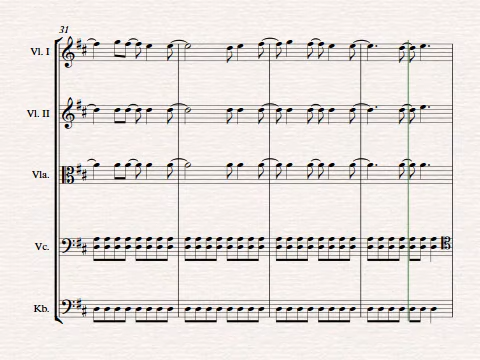 31
Vl. I
Vl. II
Vla.
Vc.
Kb.